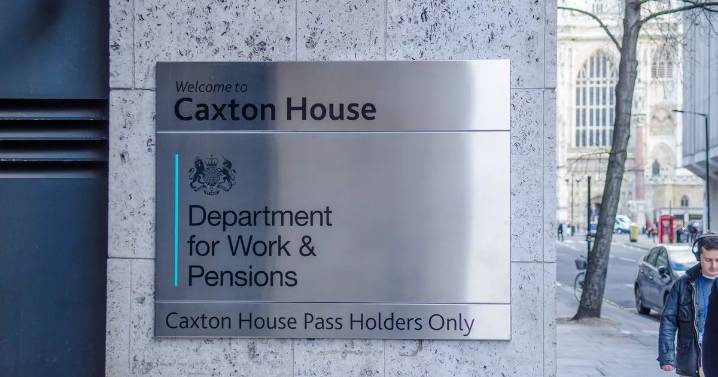 Welcome to
Caxton House
Department
for Work &
Pensions
Caxton House Pass Holders Only